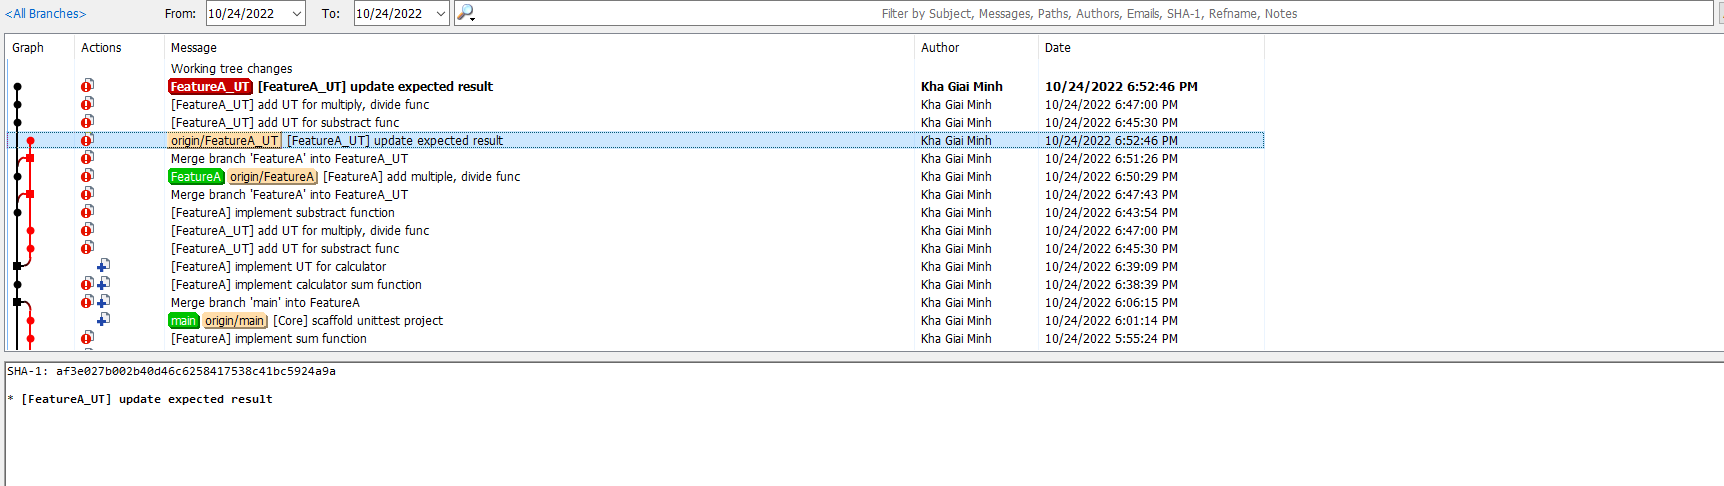 <All Branches> From: 10/24/2022 To: 10/24/2022 Filter by Subject, Messages, Paths, Authors, Emails, SHA-1, Refname, Notes
Graph Actions Message Author Date
Working tree changes
FeatureA_UT [FeatureA_UT] update expected result Kha Giai Minh 10/24/2022 6:52:46 PM
[FeatureA_UT] add UT for multiply, divide func Kha Giai Minh 10/24/2022 6:47:00 PM
[FeatureA_UT] add UT for substract func Kha Giai Minh 10/24/2022 6:45:30 PM
origin/FeatureA_UT [FeatureA_UT] update expected result Kha Giai Minh 10/24/2022 6:52:46 PM
Merge branch 'FeatureA' into FeatureA_UT Kha Giai Minh 10/24/2022 6:51:26 PM
FeatureA origin/FeatureA [FeatureA] add multiple, divide func Kha Giai Minh 10/24/2022 6:50:29 PM
Merge branch 'FeatureA' into FeatureA_UT Kha Giai Minh 10/24/2022 6:47:43 PM
[FeatureA] implement substract function Kha Giai Minh 10/24/2022 6:43:54 PM
[FeatureA_UT] add UT for multiply, divide func Kha Giai Minh 10/24/2022 6:47:00 PM
[FeatureA_UT] add UT for substract func Kha Giai Minh 10/24/2022 6:45:30 PM
[FeatureA] implement UT for calculator Kha Giai Minh 10/24/2022 6:39:09 PM
[FeatureA] implement calculator sum function Kha Giai Minh 10/24/2022 6:38:39 PM
Merge branch 'main' into FeatureA Kha Giai Minh 10/24/2022 6:06:15 PM
main origin/main [Core] scaffold unittest project Kha Giai Minh 10/24/2022 6:01:14 PM
[FeatureA] implement sum function Kha Giai Minh 10/24/2022 5:55:24 PM
SHA-1: af3e027b002b40d46c6258417538c41bc5924a9a
* [FeatureA_UT] update expected result